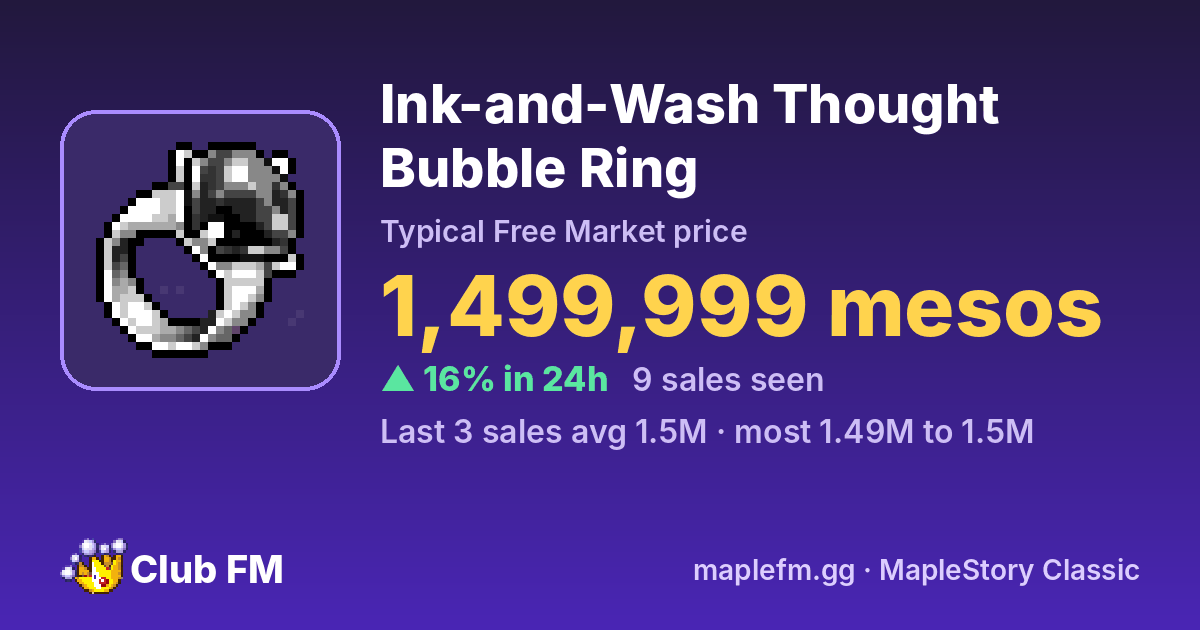 Ink-and-Wash Thought
Bubble Ring
Typical Free Market price
1,499,999 mesos
▲ 16% in 24h 9 sales seen
Last 3 sales avg 1.5M · most 1.49M to 1.5M
Club FM
maplefm.gg · MapleStory Classic